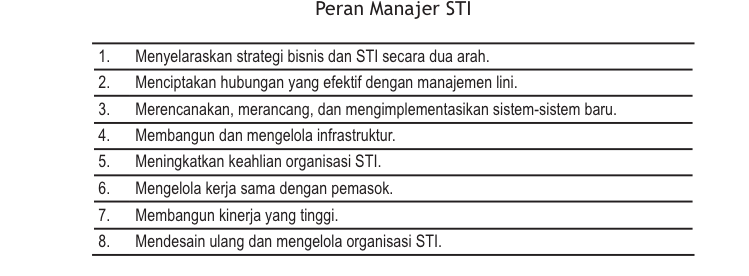 Peran Manajer STI
1. Menyelaraskan strategi bisnis dan STI secara dua arah.
2. Menciptakan hubungan yang efektif dengan manajemen lini.
3. Merencanakan, merancang, dan mengimplementasikan sistem-sistem baru.
4. Membangun dan mengelola infrastruktur.
5. Meningkatkan keahlian organisasi STI.
6. Mengelola kerja sama dengan pemasok.
7. Membangun kinerja yang tinggi.
8. Mendesain ulang dan mengelola organisasi STI.